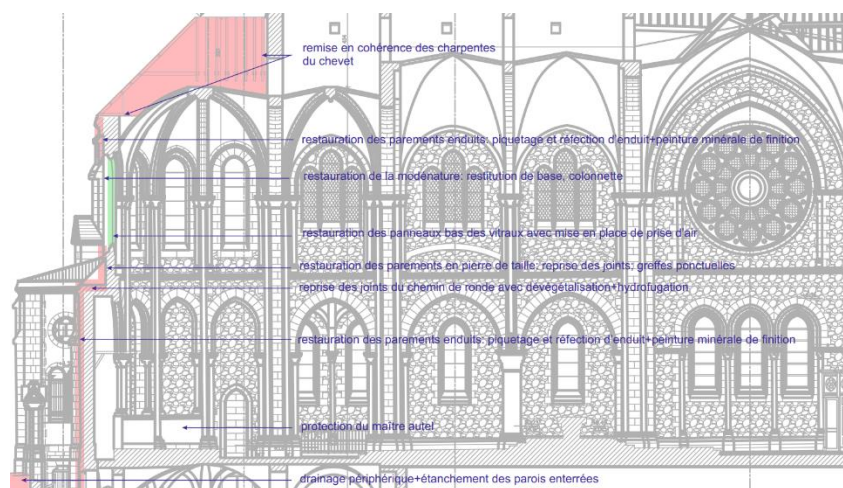 remise en cohérence des charpentes
du chevet
restauration des parements enduits: piquetage et réfection d'enduit+peinture minérale de finition
restauration de la modénature: restitution de base, colonnette
restauration des panneaux bas des vitraux avec mise en place de prise d'air
restauration des parements en pierre de taille: reprise des joints, greffes ponctuelles
reprise des joints du chemin de ronde avec dévégétalisation+hydrofugation
restauration des parements enduits: piquetage et réfection d'enduit+peinture minérale de finition
protection du maître autel
drainage périphérique+étanchement des parois enterrées